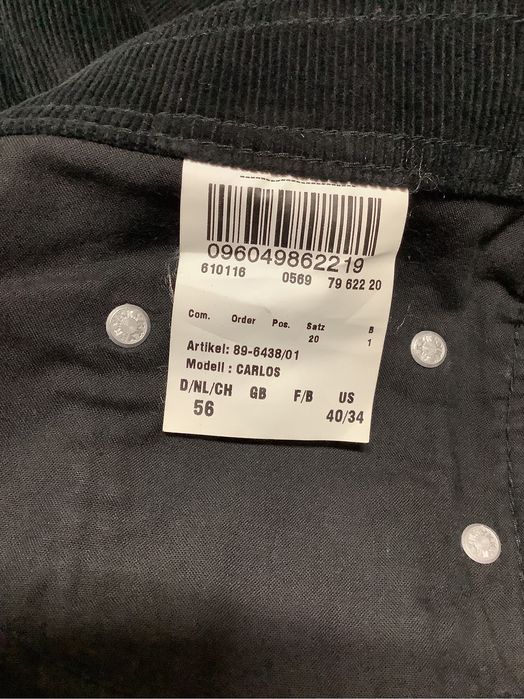 096049862219
610116 0569 79 622 20
Com. Order Pos. Satz B
20 1
Artikel: 89-6438/01
Modell : CARLOS
D/NL/CH GB F/B US
56 40/34